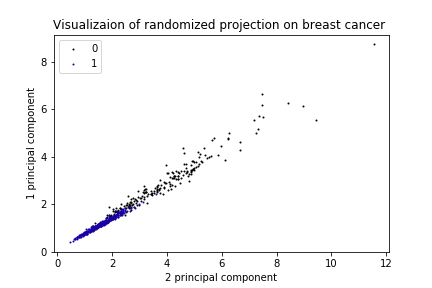 Visualizaion of randomized projection on breast cancer
0
1
8
6
4
2
0
1 principal component
0 2 4 6 8 10 12
2 principal component